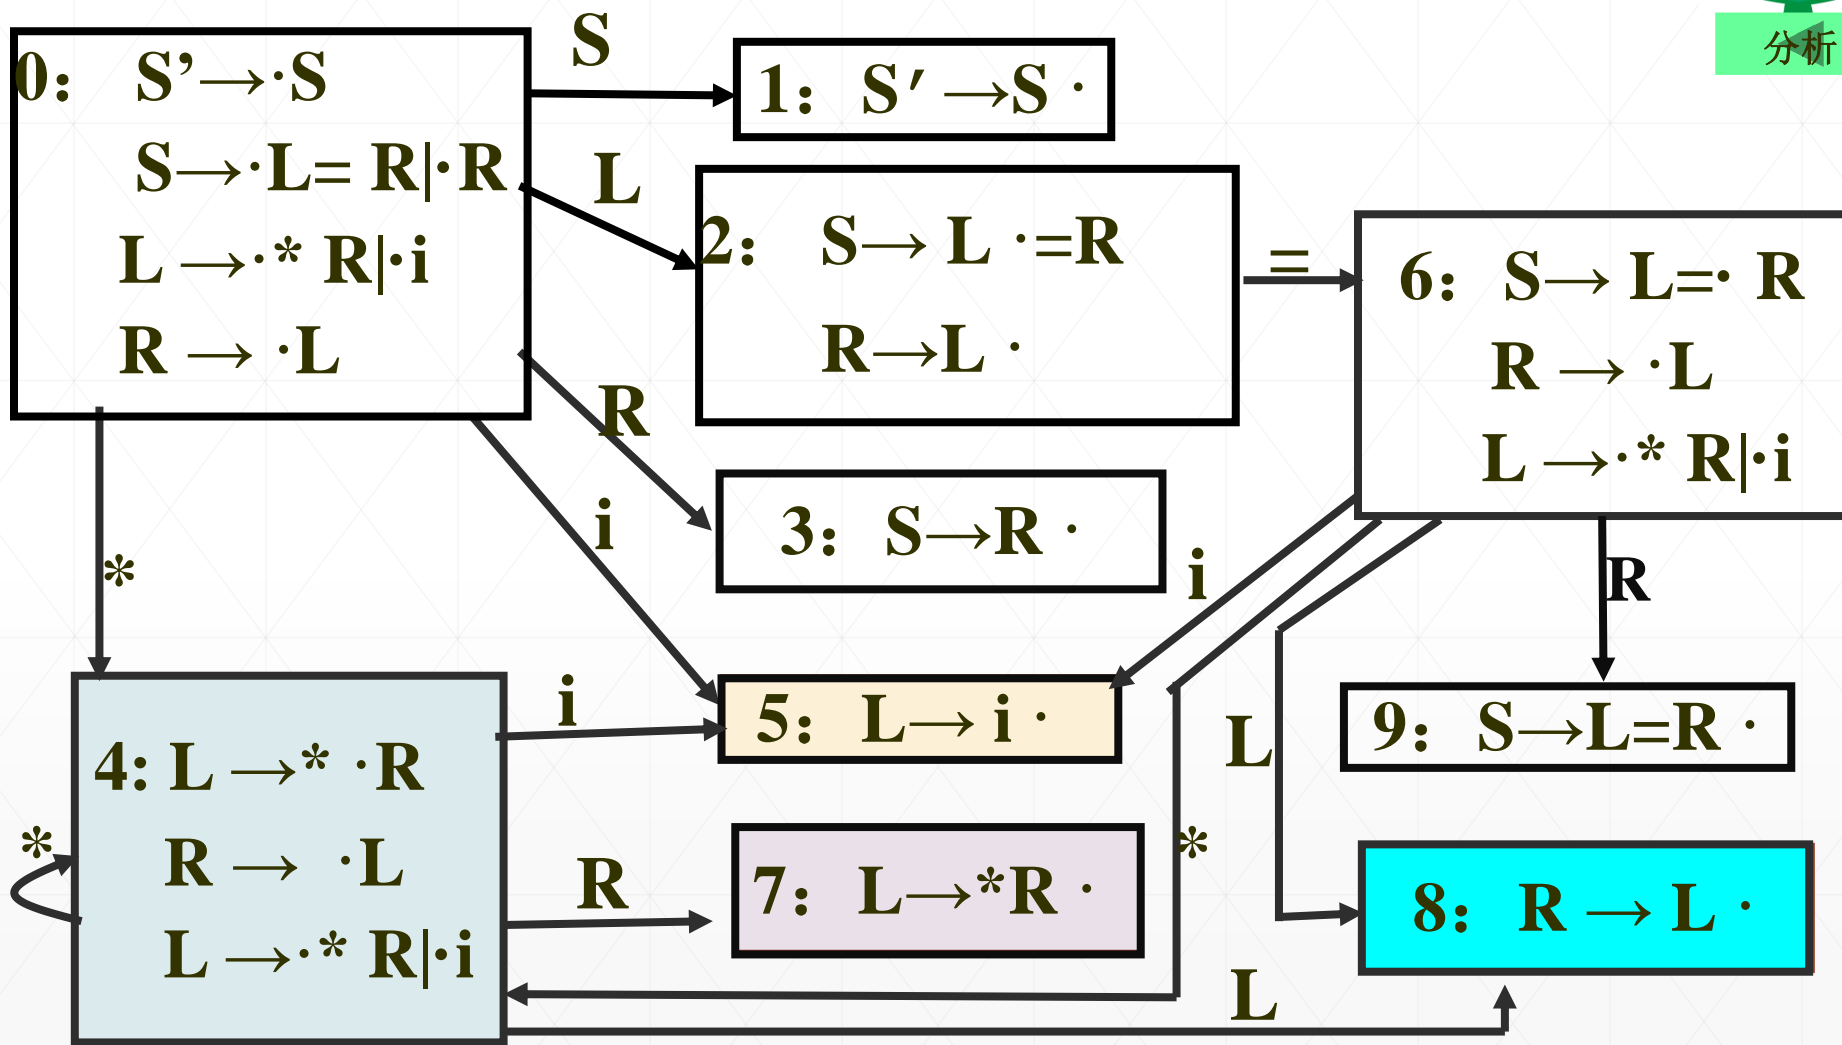 分析
0： S’→·S
S→·L= R|·R
L →·* R|·i
R → ·L
S
1： S′→S ·
L
2： S→ L ·=R
R→L ·
=
6： S→ L=· R
R → ·L
L →·* R|·i
R
3： S→R ·
i
*
i
R
i
5： L→ i ·
L
9： S→L=R ·
4: L →* ·R
R → ·L
L →·* R|·i
*
R
7： L→*R ·
*
8： R → L ·
L